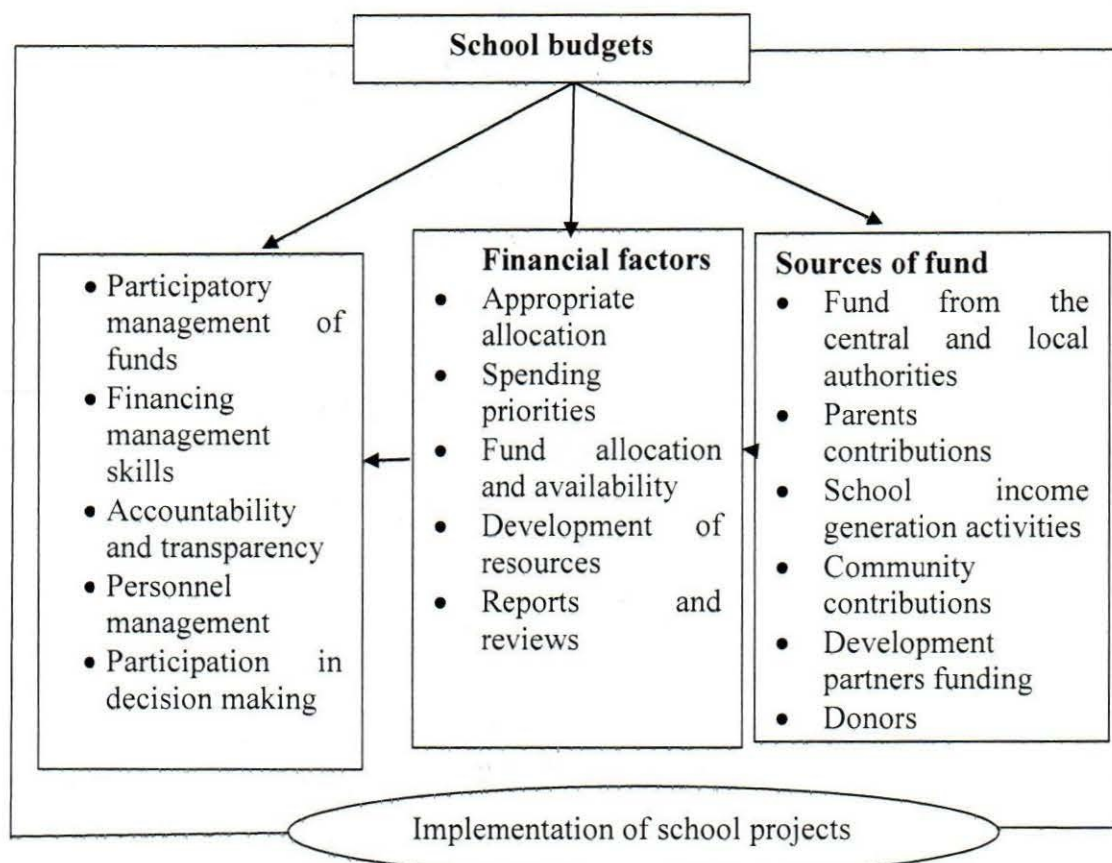 School budgets
• Participatory
management of
funds
• Financing
management
skills
• Accountability
and transparency
• Personnel
management
• Participation in
decision making
Financial factors
• Appropriate
allocation
• Spending
priorities
• Fund allocation
and availability
• Development of
resources
• Reports and
reviews
Sources of fund
• Fund from the
central and local
authorities
• Parents
contributions
• School income
generation activities
• Community
contributions
• Development
partners funding
• Donors
Implementation of school projects